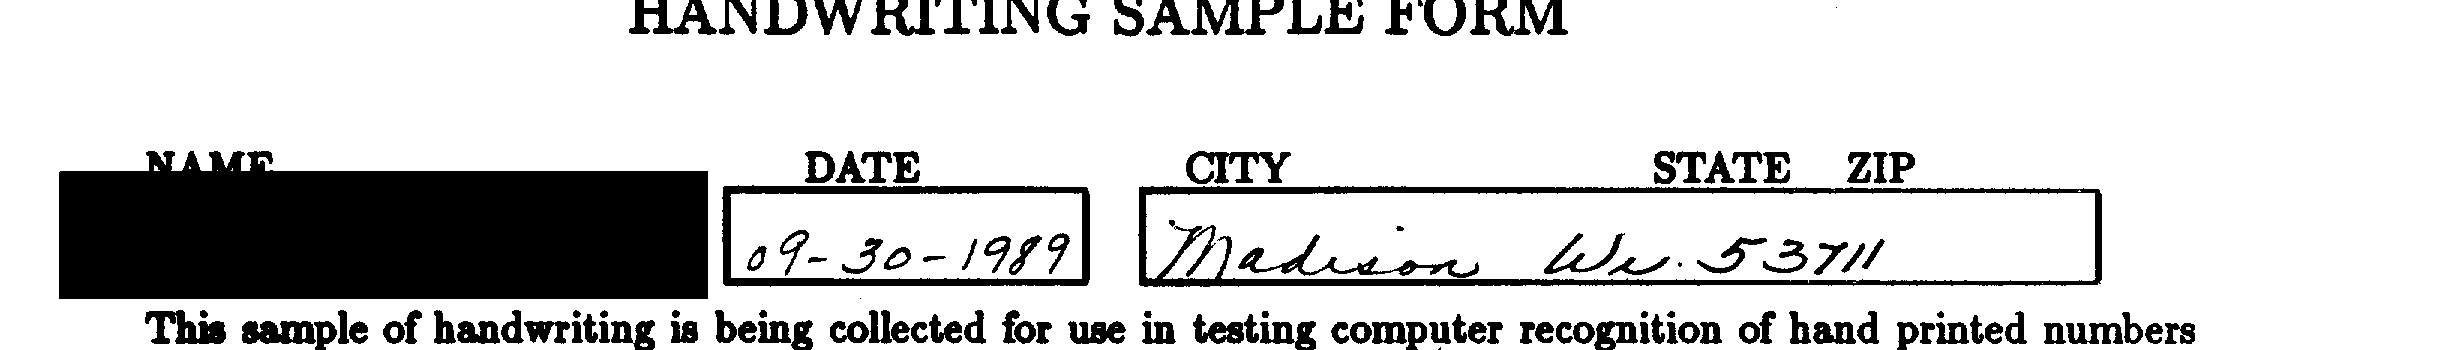 HANDWRITING SAMPLE FORM
NAME DATE CITY STATE ZIP
09-30-1989 Madison Wi. 53711
This sample of handwriting is being collected for use in testing computer recognition of hand printed numbers